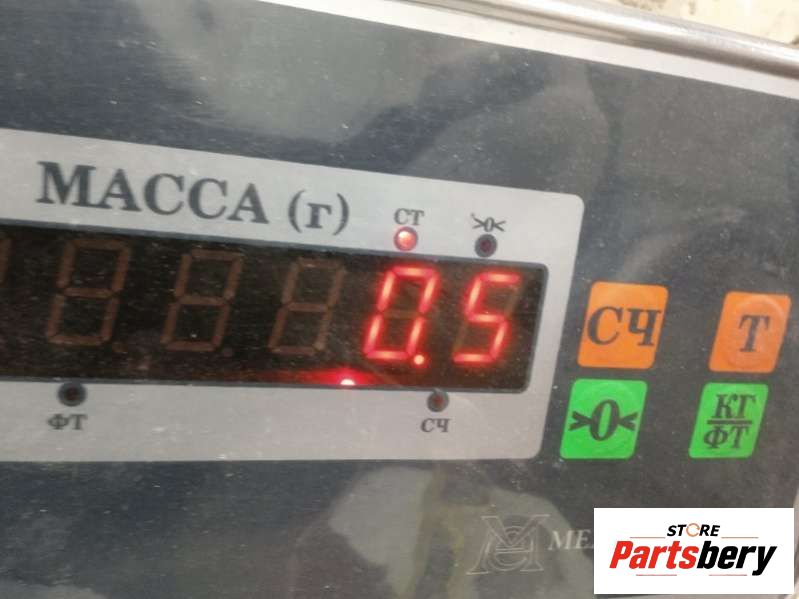 МАССА (г)
СТ
>0<
0.5
ФТ
СЧ
СЧ
Т
>0<
КГ
ФТ
STORE
Partsbery